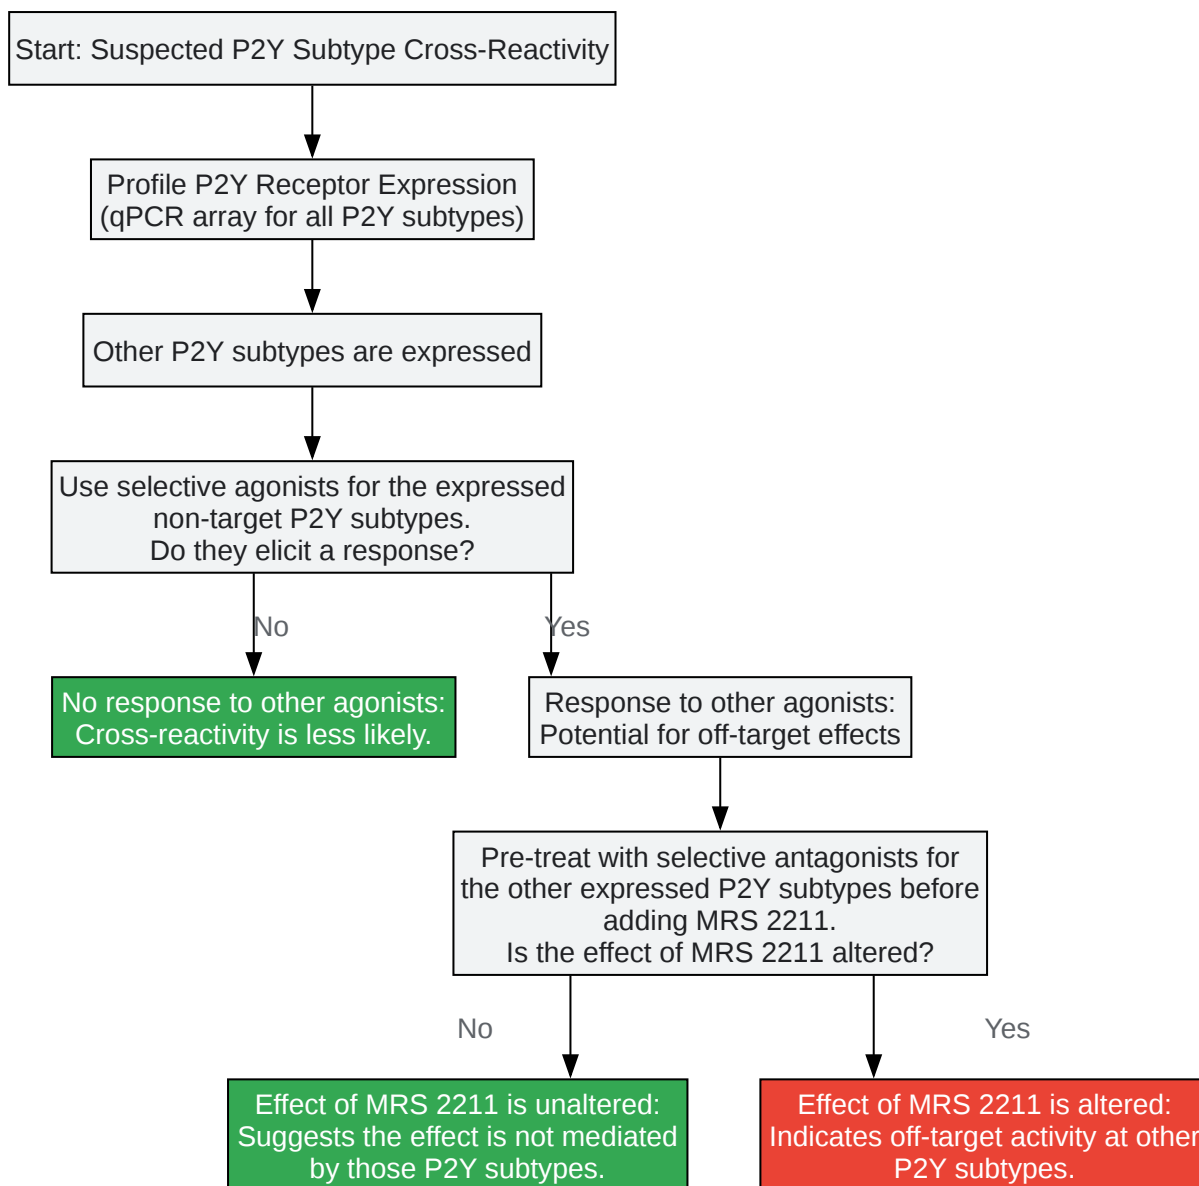 Start: Suspected P2Y Subtype Cross-Reactivity
Profile P2Y Receptor Expression
(qPCR array for all P2Y subtypes)
Other P2Y subtypes are expressed
Use selective agonists for the expressed
non-target P2Y subtypes.
Do they elicit a response?
No
Yes
No response to other agonists:
Cross-reactivity is less likely.
Response to other agonists:
Potential for off-target effects
Pre-treat with selective antagonists for
the other expressed P2Y subtypes before
adding MRS 2211.
Is the effect of MRS 2211 altered?
No
Yes
Effect of MRS 2211 is unaltered:
Suggests the effect is not mediated
by those P2Y subtypes.
Effect of MRS 2211 is altered:
Indicates off-target activity at other
P2Y subtypes.